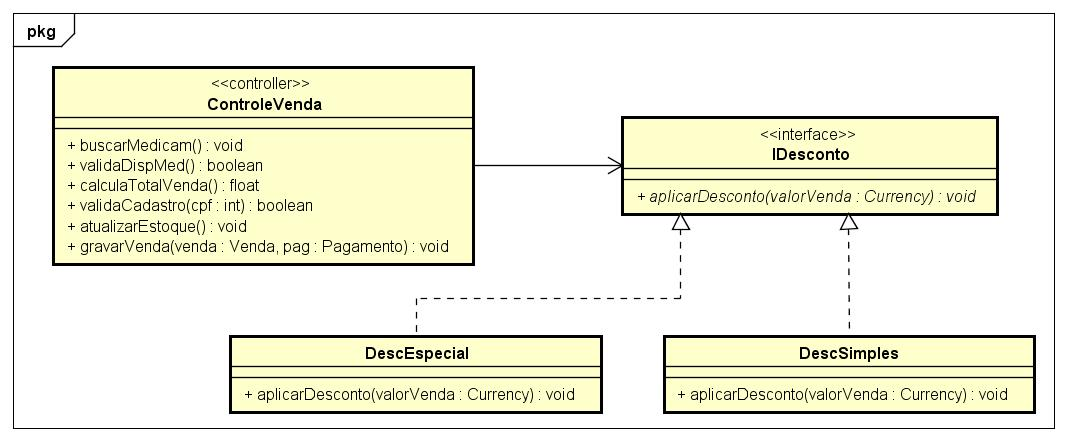 pkg
<<controller>>
ControleVenda
+ buscarMedicam() : void
+ validaDispMed() : boolean
+ calculaTotalVenda() : float
+ validaCadastro(cpf : int) : boolean
+ atualizarEstoque() : void
+ gravarVenda(venda : Venda, pag : Pagamento) : void
<<interface>>
IDesconto
+ aplicarDesconto(valorVenda : Currency) : void
DescEspecial
+ aplicarDesconto(valorVenda : Currency) : void
DescSimples
+ aplicarDesconto(valorVenda : Currency) : void